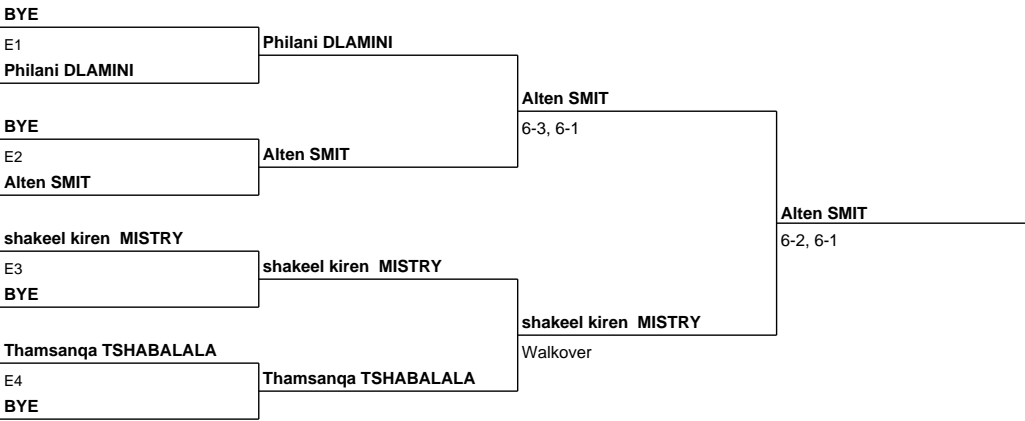 BYE
E1
Philani DLAMINI
Philani DLAMINI
BYE
E2
Alten SMIT
Alten SMIT
Alten SMIT
6-3, 6-1
shakeel kiren  MISTRY
E3
BYE
shakeel kiren  MISTRY
Thamsanqa TSHABALALA
E4
BYE
Thamsanqa TSHABALALA
shakeel kiren  MISTRY
Walkover
Alten SMIT
6-2, 6-1